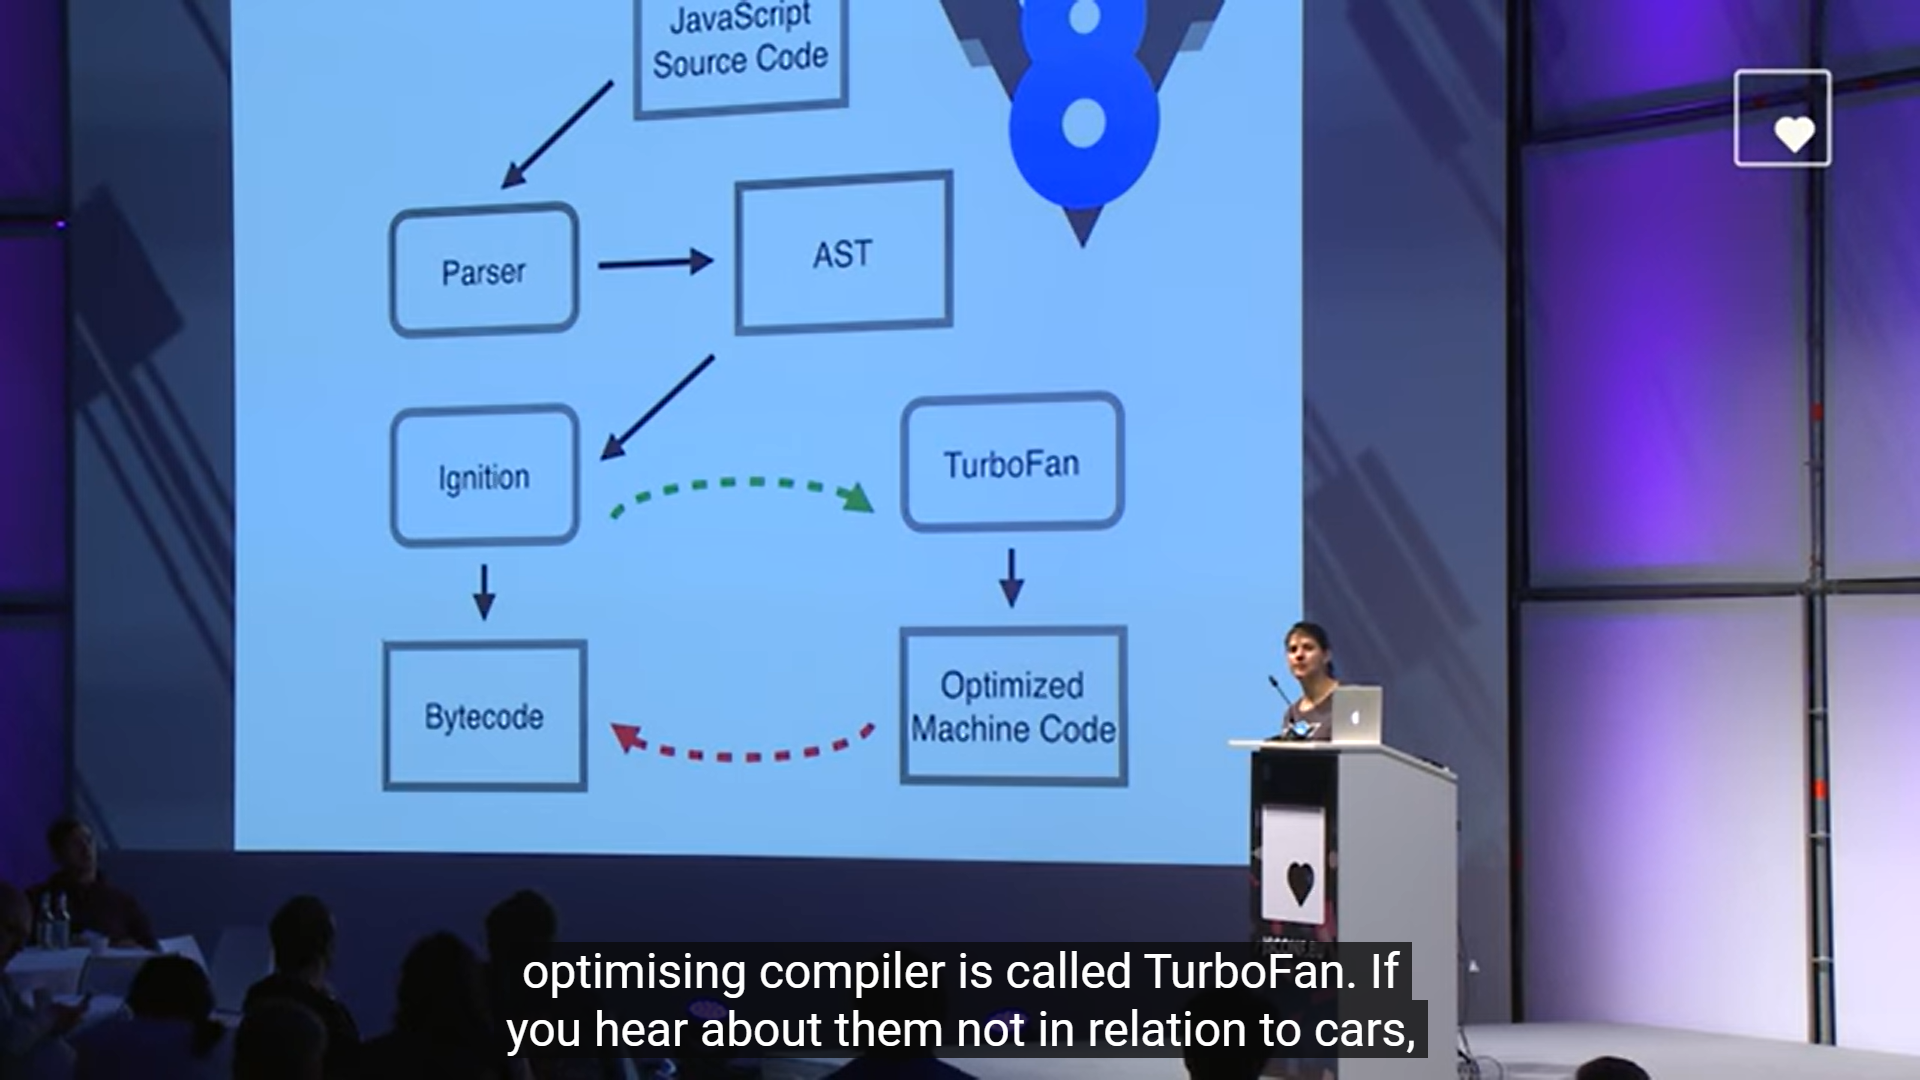 JavaScript
Source Code
8
Parser
AST
Ignition
TurboFan
Bytecode
Optimized
Machine Code
optimising compiler is called TurboFan. If
you hear about them not in relation to cars,